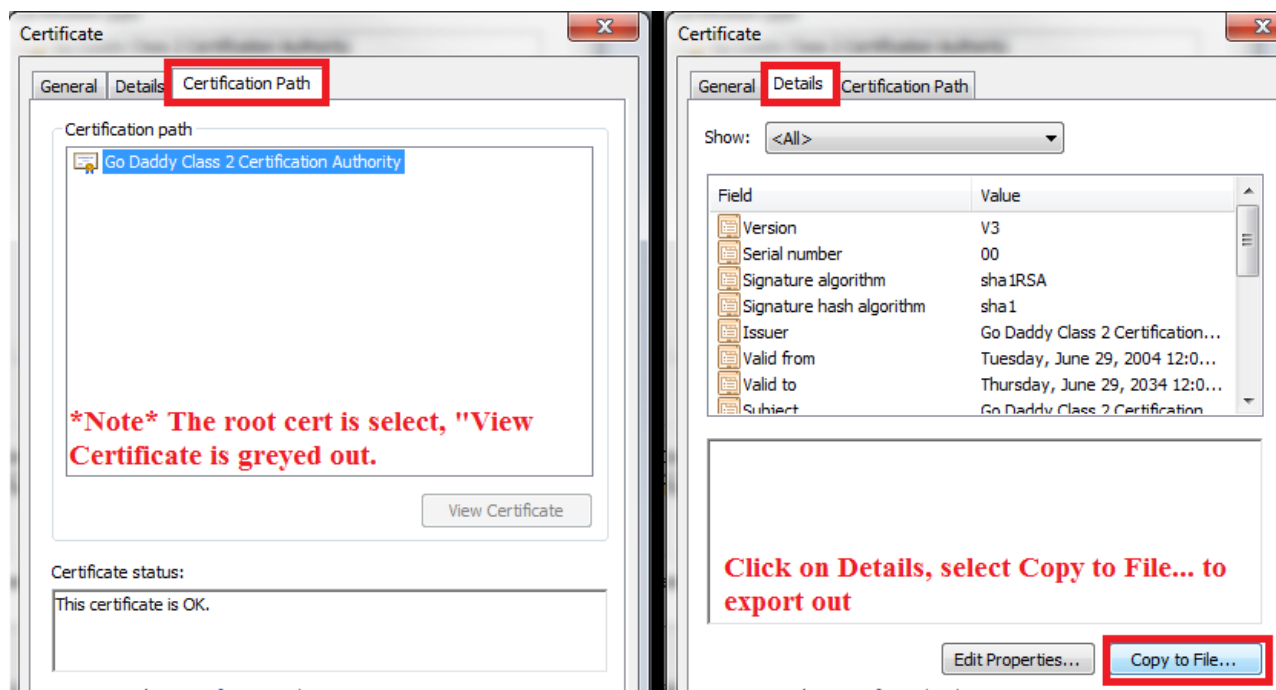 Certificate
General Details Certification Path
Certification path
Go Daddy Class 2 Certification Authority
*Note* The root cert is select, "View
Certificate is greyed out.
View Certificate
Certificate status:
This certificate is OK.
Certificate
General Details Certification Path
Show: <All>
Field Value
Version V3
Serial number 00
Signature algorithm sha1RSA
Signature hash algorithm sha1
Issuer Go Daddy Class 2 Certification...
Valid from Tuesday, June 29, 2004 12:0...
Valid to Thursday, June 29, 2034 12:0...
Subject Go Daddy Class 2 Certification
Click on Details, select Copy to File... to
export out
Edit Properties... Copy to File...